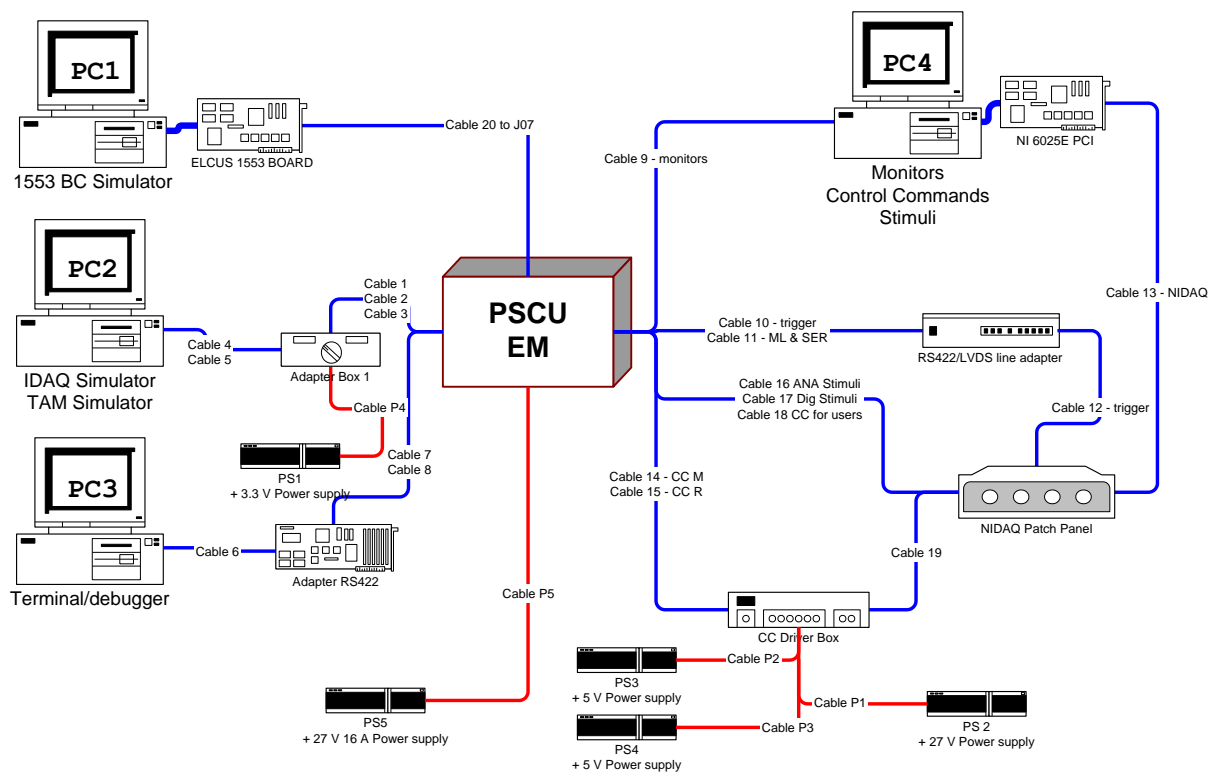 PC1
ELCUS 1553 BOARD
1553 BC Simulator
Cable 20 to J07
PC4
NI 6025E PCI
Monitors
Control Commands
Stimuli
Cable 9 - monitors
PC2
IDAQ Simulator
TAM Simulator
Cable 4
Cable 5
Adapter Box 1
Cable 1
Cable 2
Cable 3
PSCU
EM
Cable 10 - trigger
Cable 11 - ML & SER
RS422/LVDS line adapter
Cable 13 - NIDAQ
Cable P4
PS1
+ 3.3 V Power supply
Cable 7
Cable 8
Cable 16 ANA Stimuli
Cable 17 Dig Stimuli
Cable 18 CC for users
Cable 12 - trigger
PC3
Terminal/debugger
Cable 6
Adapter RS422
Cable 14 - CC M
Cable 15 - CC R
NIDAQ Patch Panel
Cable 19
Cable P5
CC Driver Box
Cable P2
PS3
+ 5 V Power supply
Cable P1
PS 2
+ 27 V Power supply
Cable P3
PS4
+ 5 V Power supply
PS5
+ 27 V 16 A Power supply